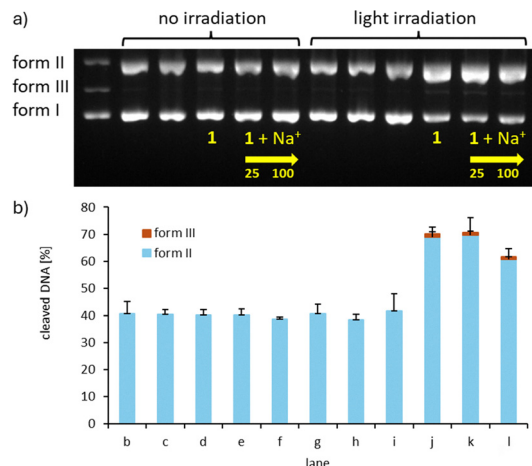 a)
no irradiation
light irradiation
form II
form III
form I
1
1 + Na+
25 100
1
1 + Na+
25 100
b)
cleaved DNA [%]
80
70
60
50
40
30
20
10
0
form III
form II
b c d e f g h i j k l
lane